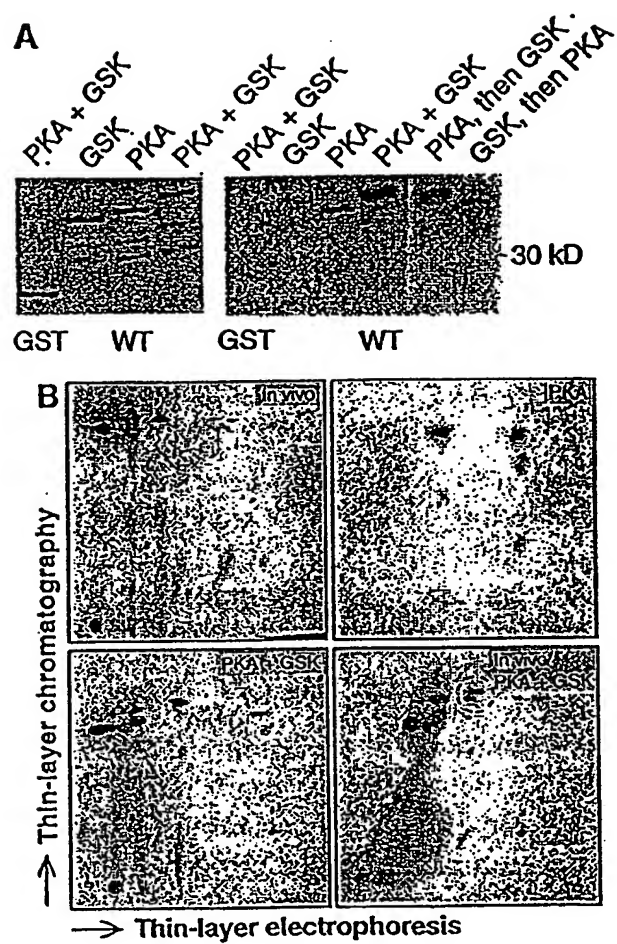 A
PKA + GSK
GSK
PKA
PKA + GSK
PKA + GSK
GSK
PKA
PKA + GSK
PKA, then GSK
GSK, then PKA
30 kD
GST WT GST WT
B
In vivo
PKA
PKA + GSK
In vivo/
PKA + GSK
Thin-layer chromatography
Thin-layer electrophoresis